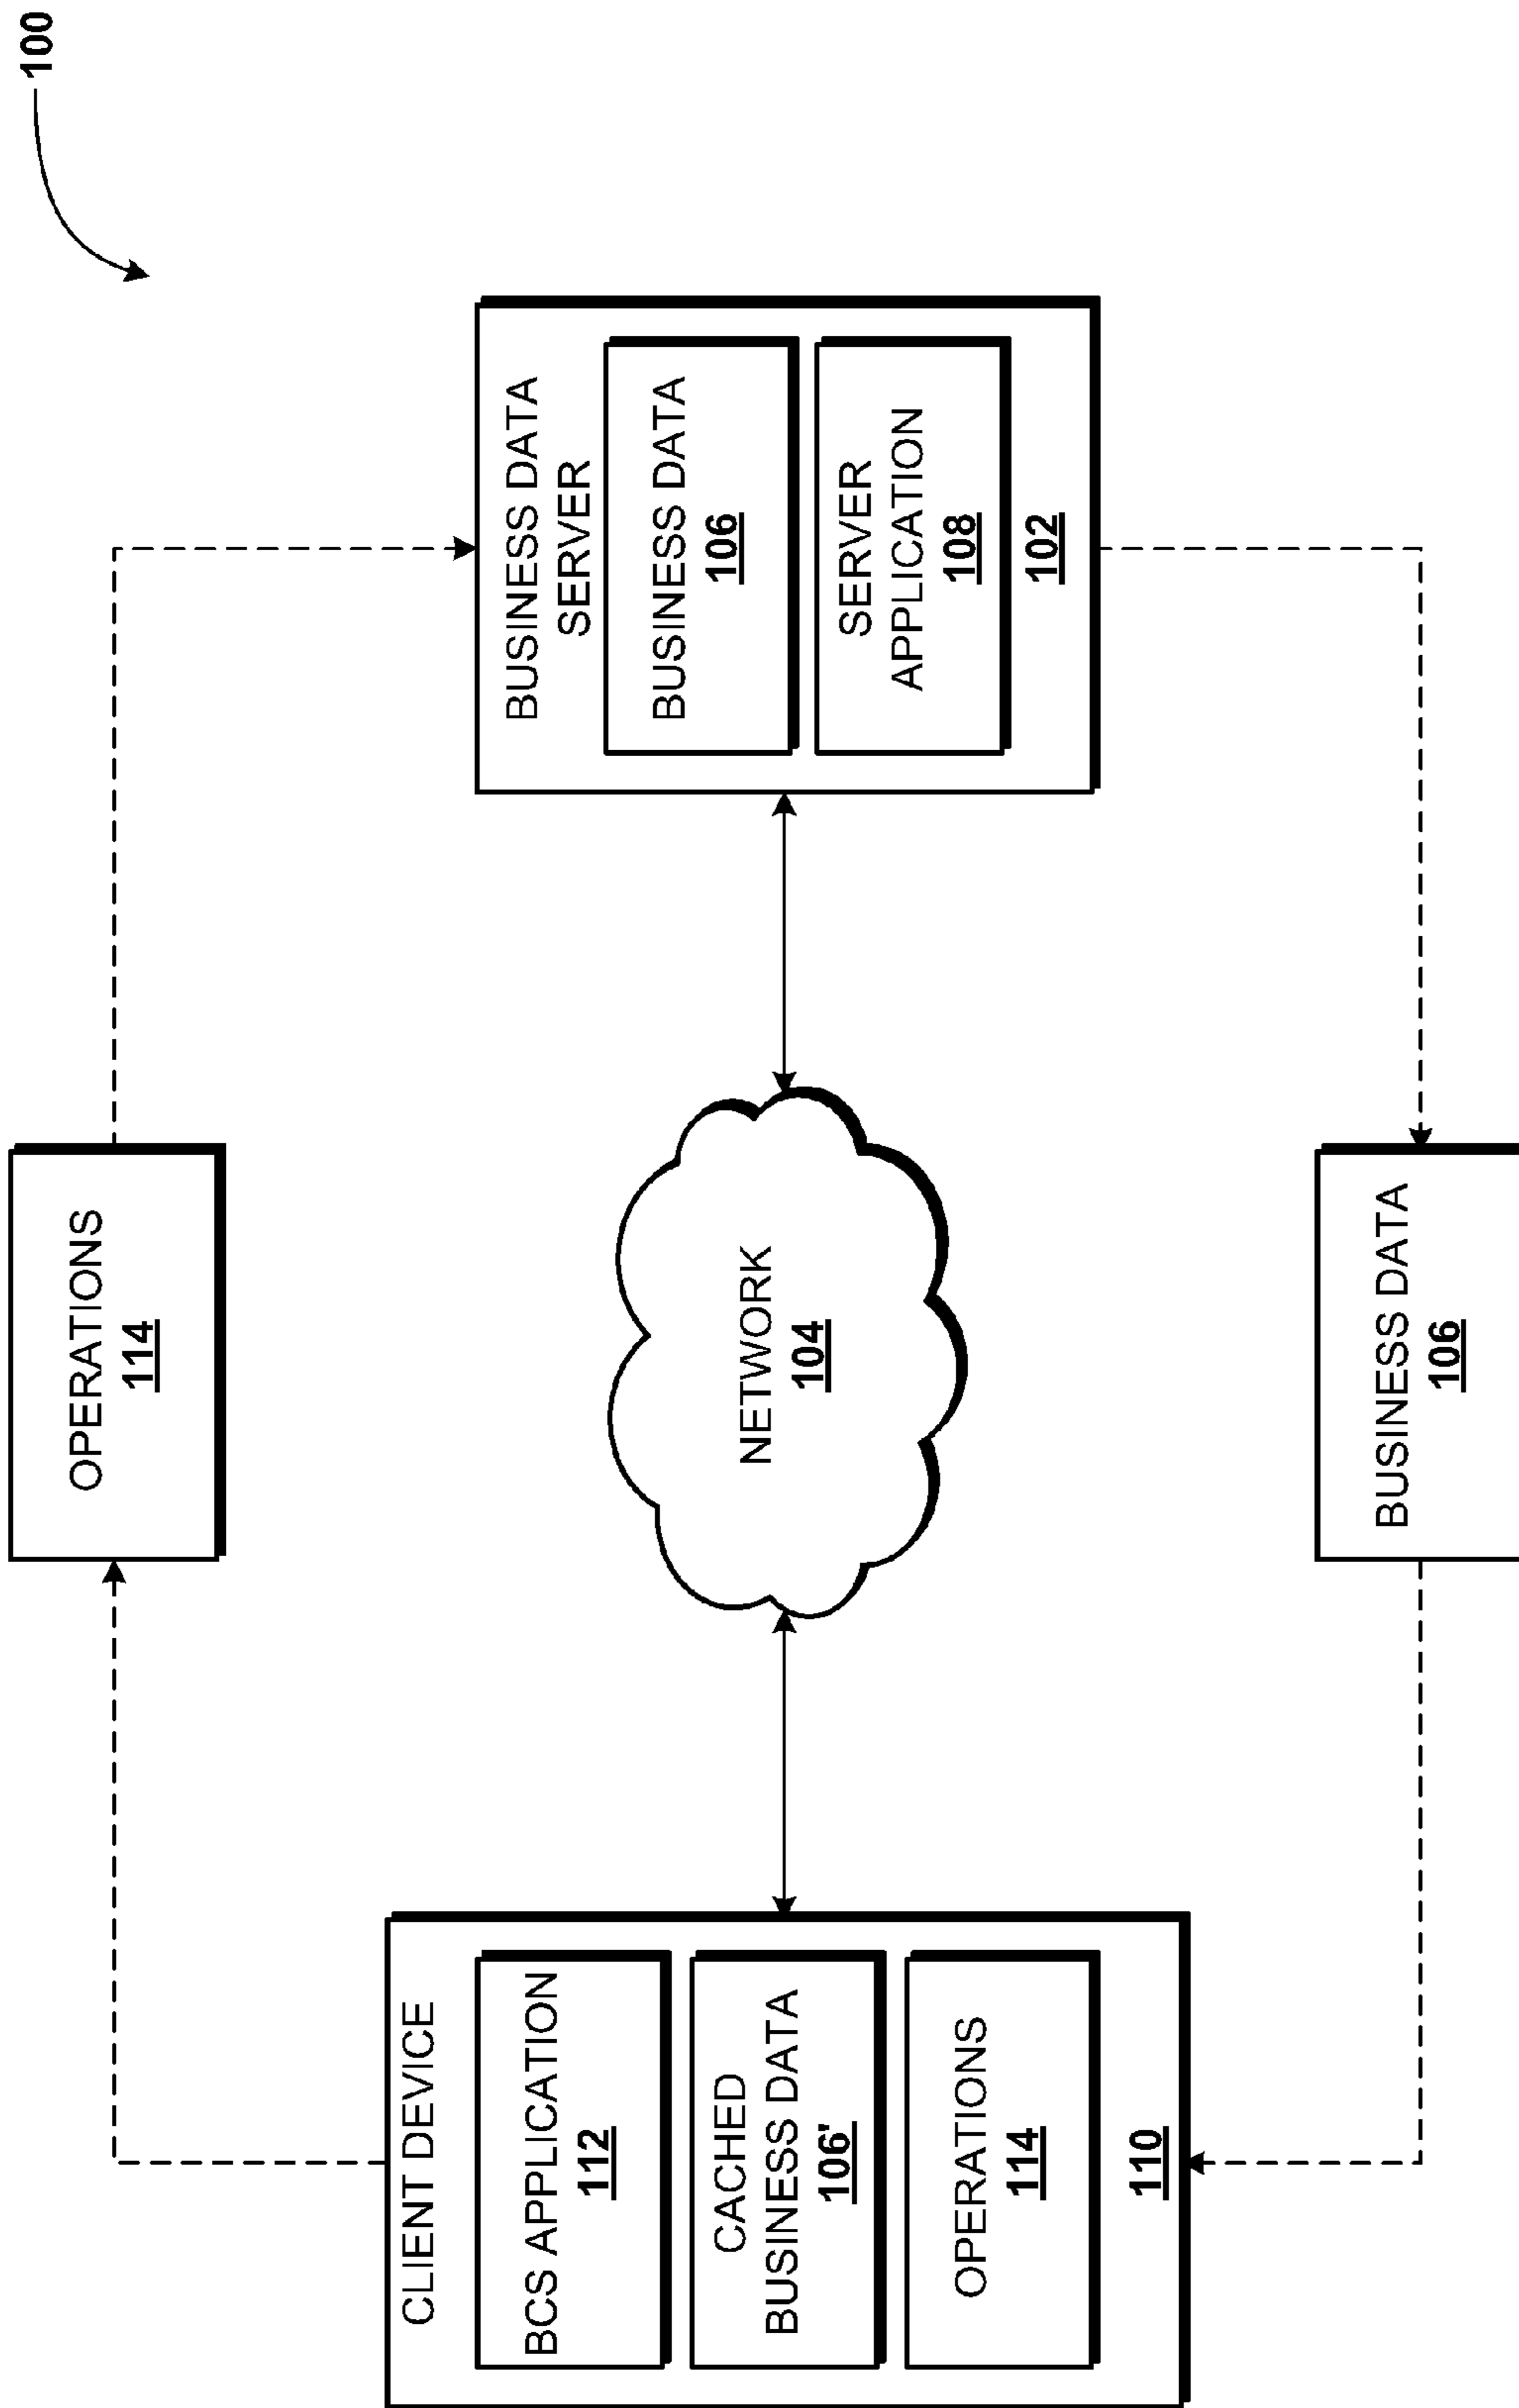 100
OPERATIONS
114
CLIENT DEVICE
BCS APPLICATION
112
CACHED
BUSINESS DATA
106'
OPERATIONS
114
110
NETWORK
104
BUSINESS DATA
SERVER
BUSINESS DATA
106
SERVER
APPLICATION
108
102
BUSINESS DATA
106